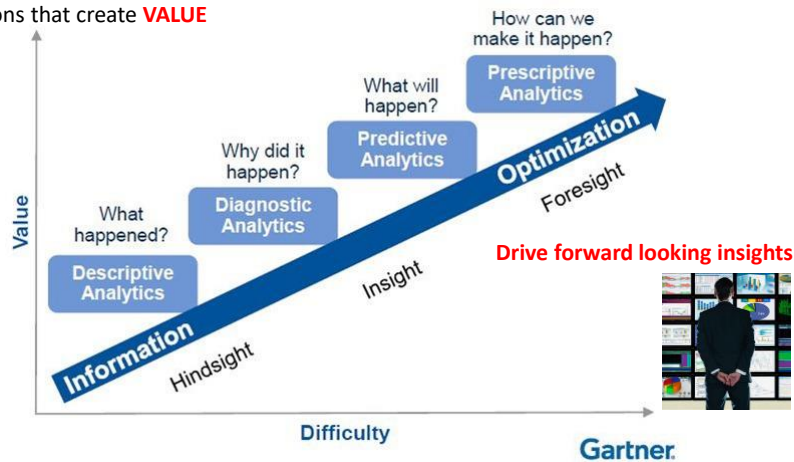 ons that create VALUE
How can we
make it happen?
Prescriptive
Analytics
What will
happen?
Predictive
Analytics
Why did it
happen?
Diagnostic
Analytics
What
happened?
Descriptive
Analytics
Value
Information
Optimization
Hindsight
Insight
Foresight
Drive forward looking insights
Difficulty
Gartner